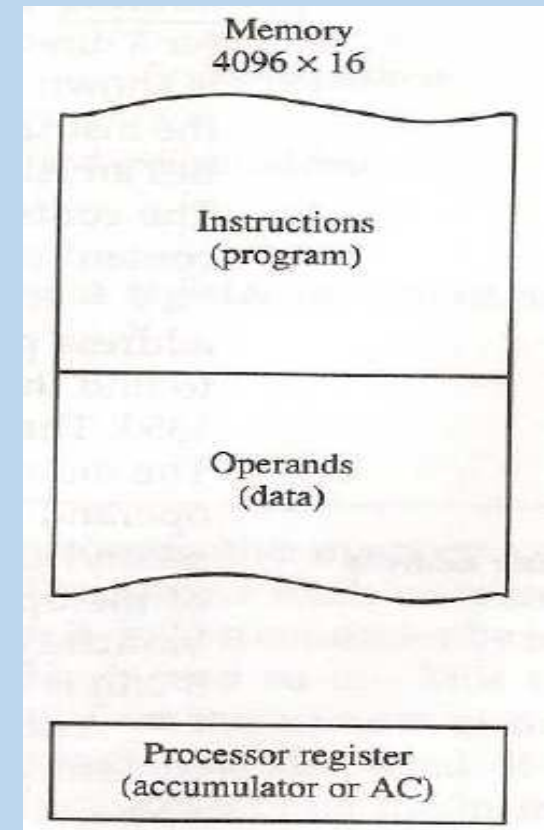 Memory
4096 × 16
Instructions
(program)
Operands
(data)
Processor register
(accumulator or AC)